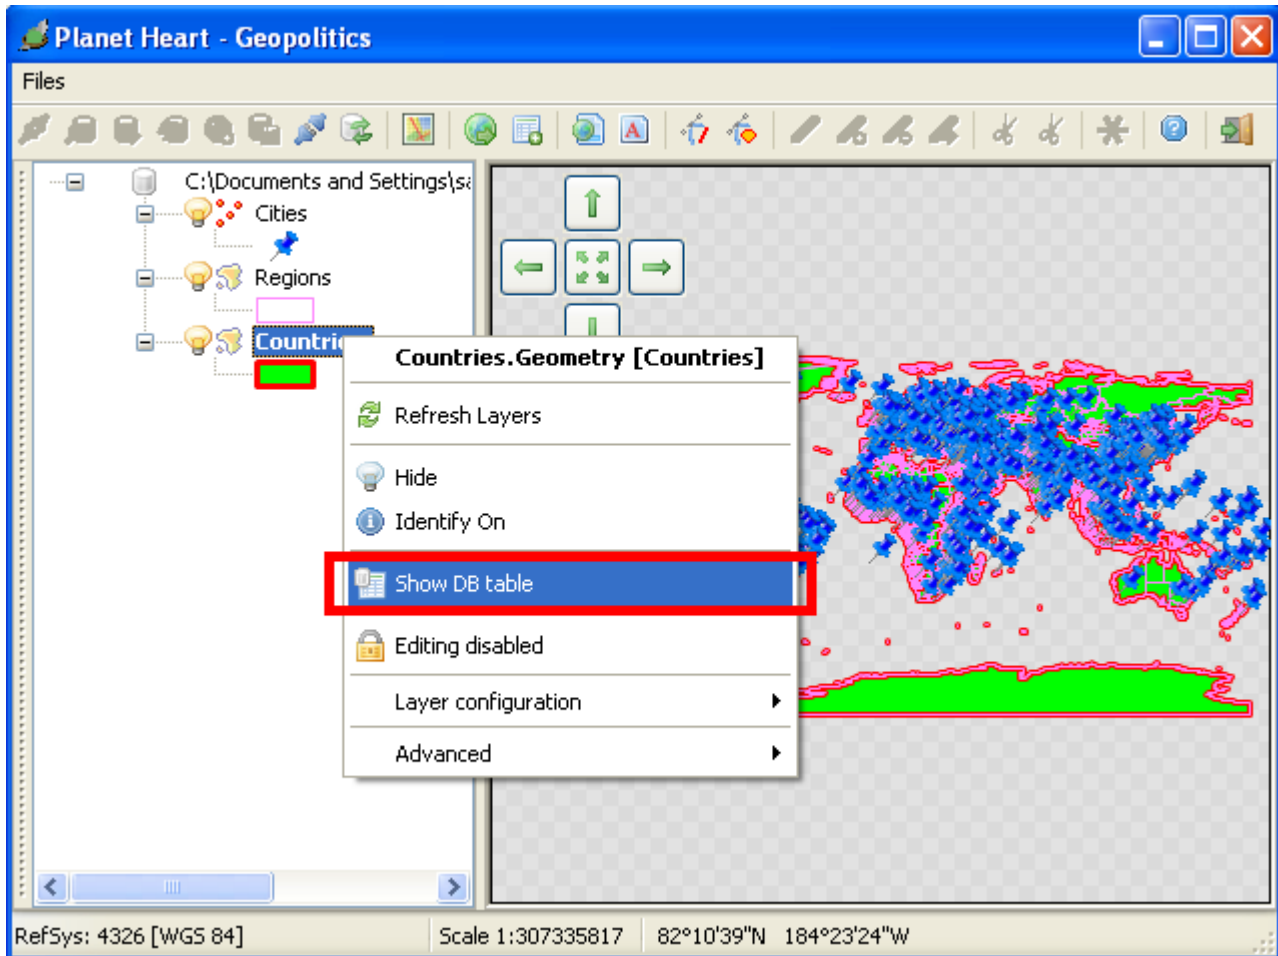 Planet Heart - Geopolitics
Files
C:\Documents and Settings\sa
Cities
Regions
Countrie
Countries.Geometry [Countries]
Refresh Layers
Hide
Identify On
Show DB table
Editing disabled
Layer configuration
Advanced
RefSys: 4326 [WGS 84]
Scale 1:307335817
82°10'39"N 184°23'24"W